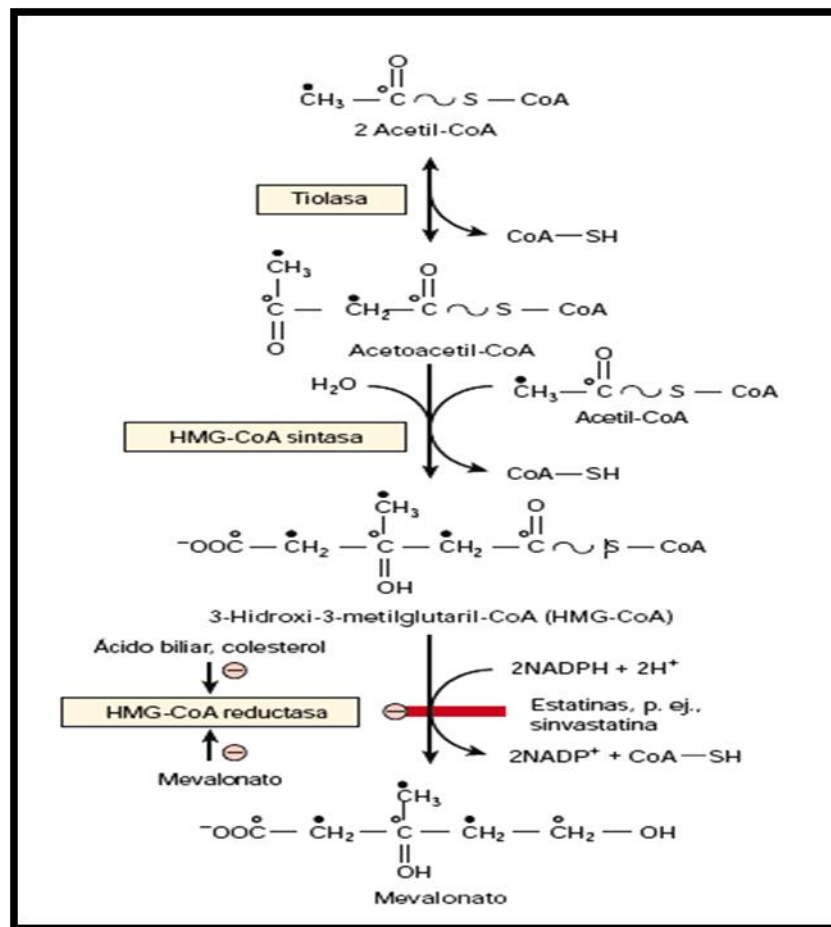 O
CH₃ — C ~ S — CoA
2 Acetil-CoA
Tiolasa
CoA—SH
CH₃
O
C — CH₂—C ~ S — CoA
O
Acetoacetil-CoA
H₂O
O
CH₃ — C ~ S — CoA
Acetil-CoA
HMG-CoA sintasa
CoA—SH
CH₃
O
⁻OOC — CH₂ — C — CH₂ — C ~ S — CoA
OH
3-Hidroxi-3-metilglutaril-CoA (HMG-CoA)
Ácido biliar, colesterol
−
2NADPH + 2H⁺
HMG-CoA reductasa
−
Estatinas, p. ej.,
sinvastatina
−
2NADP⁺ + CoA—SH
Mevalonato
CH₃
⁻OOC — CH₂ — C — CH₂ — CH₂ — OH
OH
Mevalonato